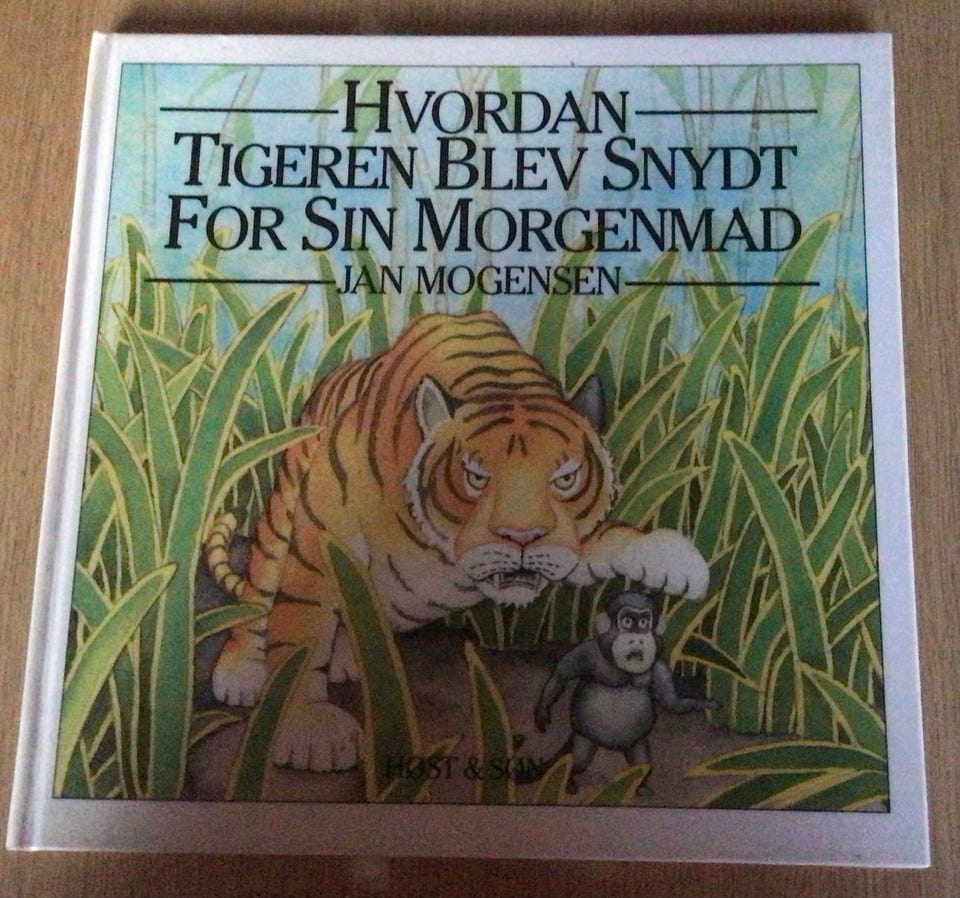 HVORDAN
TIGEREN BLEV SNYDT
FOR SIN MORGENMAD
JAN MOGENSEN
HØST & SØN